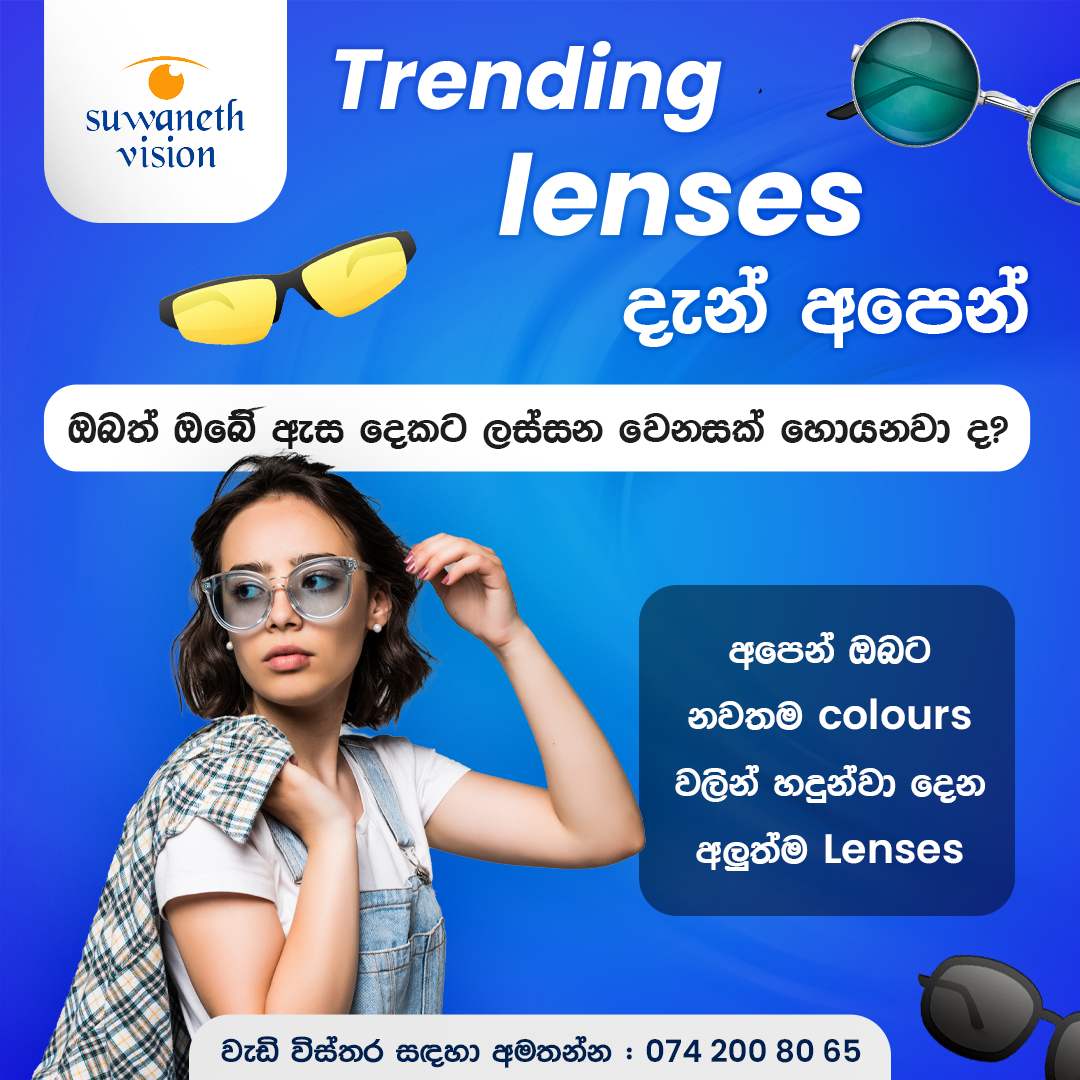 suwaneth
vision
Trending
lenses
දැන් අපෙන්
ඔබත් ඔබේ ඇස දෙකට ලස්සන වෙනසක් හොයනවා ද?
අපෙන් ඔබට
නවතම colours
වලින් හදුන්වා දෙන
අලුත්ම Lenses
වැඩි විස්තර සඳහා අමතන්න : 074 200 80 65